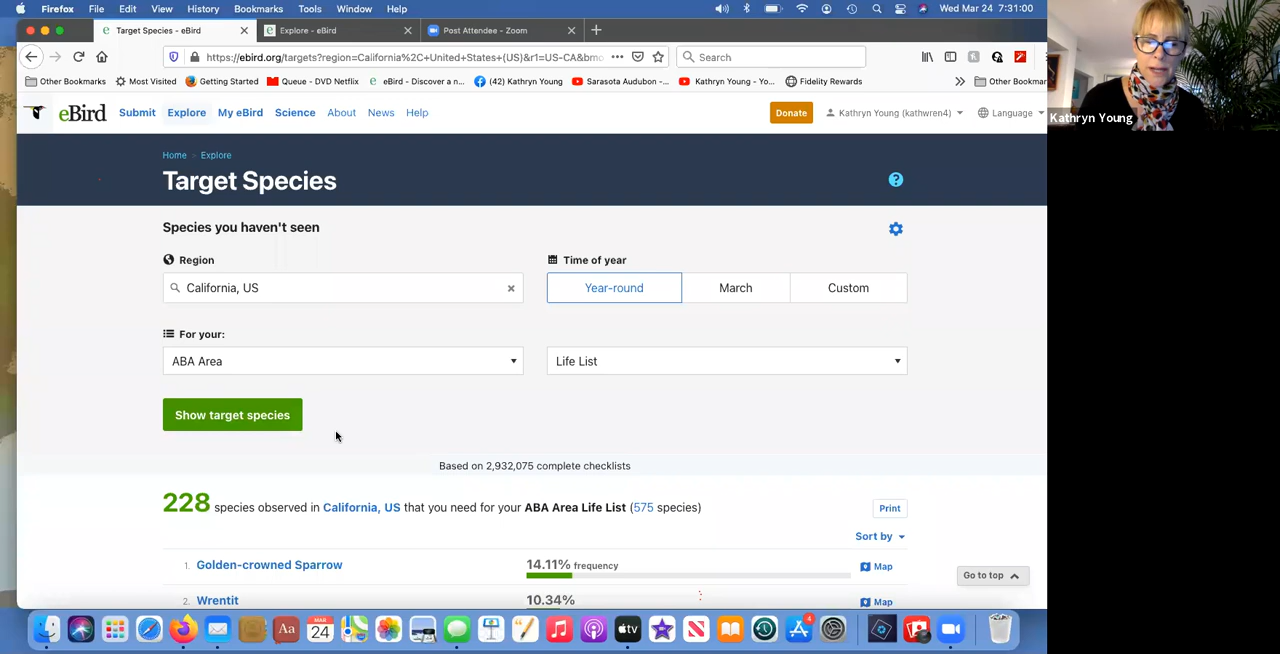 Firefox File Edit View History Bookmarks Tools Window Help Wed Mar 24 7:31:00
Target Species - eBird Explore - eBird Post Attendee - Zoom
https://ebird.org/targets?region=California%2C+United+States+(US)&r1=US-CA&bmo Search
Other Bookmarks Most Visited Getting Started Queue - DVD Netflix eBird - Discover a n... (42) Kathryn Young Sarasota Audubon -... Kathryn Young - Yo... Fidelity Rewards Other Bookmar
eBird Submit Explore My eBird Science About News Help Donate Kathryn Young (kathwren4) Language
Kathryn Young
Home > Explore
Target Species
Species you haven't seen
Region Time of year
California, US Year-round March Custom
For your:
ABA Area Life List
Show target species
Based on 2,932,075 complete checklists
228 species observed in California, US that you need for your ABA Area Life List (575 species) Print
Sort by
1. Golden-crowned Sparrow 14.11% frequency Map
Go to top
2. Wrentit 10.34% Map
Aa MAR 24 tv 4